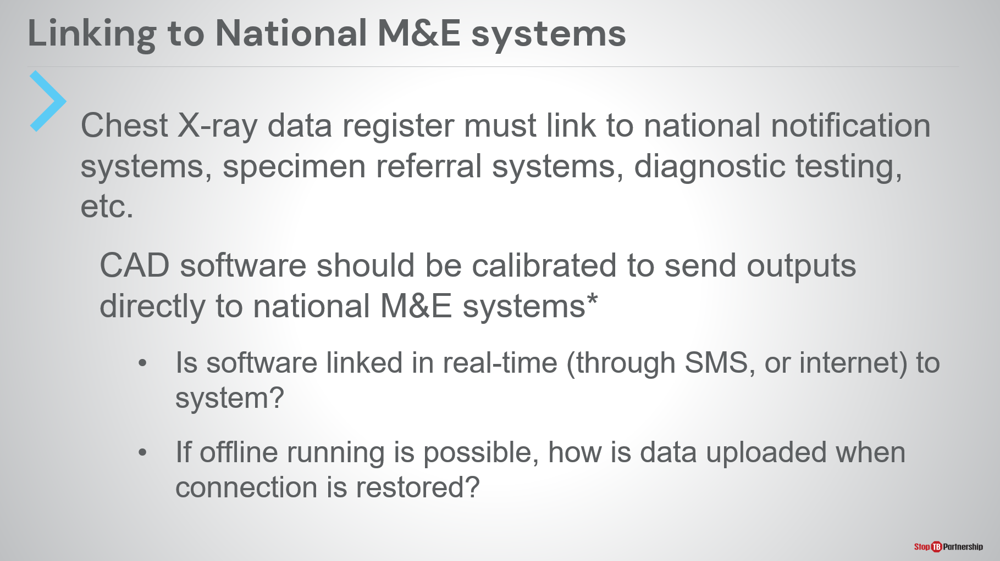 Linking to National M&E systems
Chest X-ray data register must link to national notification
systems, specimen referral systems, diagnostic testing,
etc.
CAD software should be calibrated to send outputs
directly to national M&E systems*
• Is software linked in real-time (through SMS, or internet) to
system?
• If offline running is possible, how is data uploaded when
connection is restored?
Stop TB Partnership